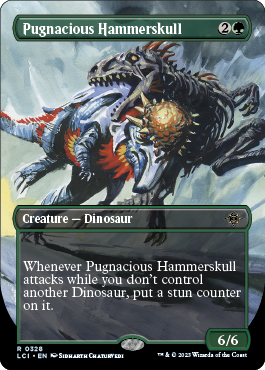 Pugnacious Hammerskull 2
Creature — Dinosaur
Whenever Pugnacious Hammerskull
attacks while you don't control
another Dinosaur, put a stun counter
on it.
6/6
R 0328
LCI • EN Sidharth Chaturvedi
™ & © 2023 Wizards of the Coast